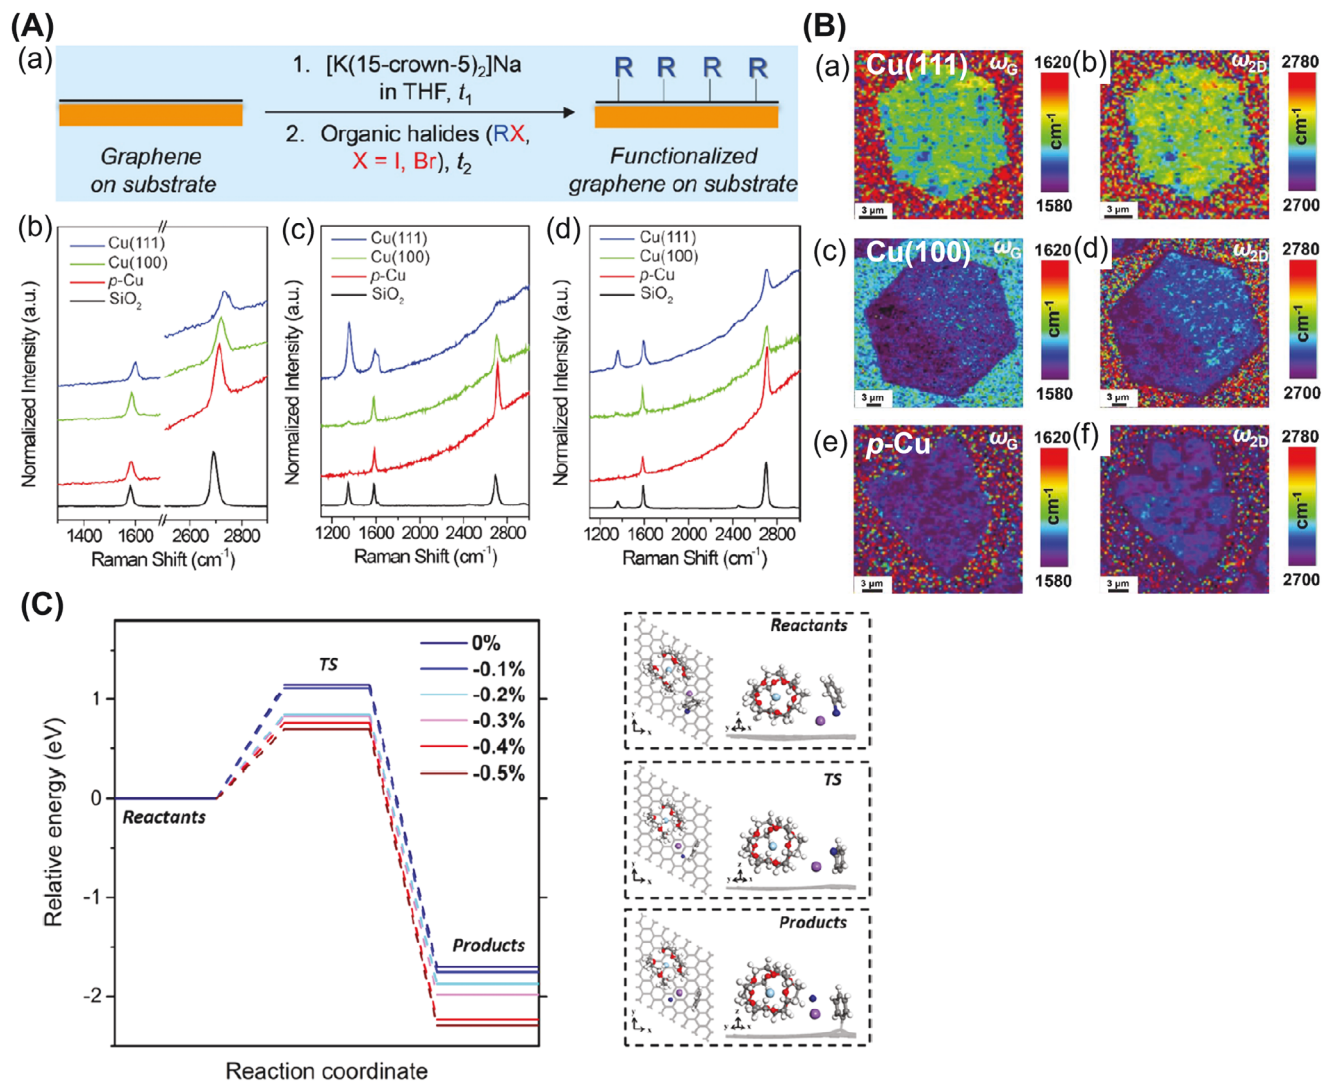 (A)
(a)
1. [K(15-crown-5)2]Na
in THF, t1
2. Organic halides (RX,
X = I, Br), t2
Graphene
on substrate
R R R R
Functionalized
graphene on substrate
(b)
Cu(111)
Cu(100)
p-Cu
SiO2
Normalized Intensity (a.u.)
1400 1600 2800
Raman Shift (cm-1)
(c)
Cu(111)
Cu(100)
p-Cu
SiO2
Normalized Intensity (a.u.)
1200 1600 2000 2400 2800
Raman Shift (cm-1)
(d)
Cu(111)
Cu(100)
p-Cu
SiO2
Normalized Intensity (a.u.)
1200 1600 2000 2400 2800
Raman Shift (cm-1)
(B)
(a) Cu(111) ωG
3 μm
1620
cm-1
1580
(b) ω2D
3 μm
2780
cm-1
2700
(c) Cu(100) ωG
3 μm
1620
cm-1
1580
(d) ω2D
3 μm
2780
cm-1
2700
(e) p-Cu ωG
3 μm
1620
cm-1
1580
(f) ω2D
3 μm
2780
cm-1
2700
(C)
Relative energy (eV)
1
0
-1
-2
TS
Reactants
Products
0%
-0.1%
-0.2%
-0.3%
-0.4%
-0.5%
Reaction coordinate
Reactants
TS
Products